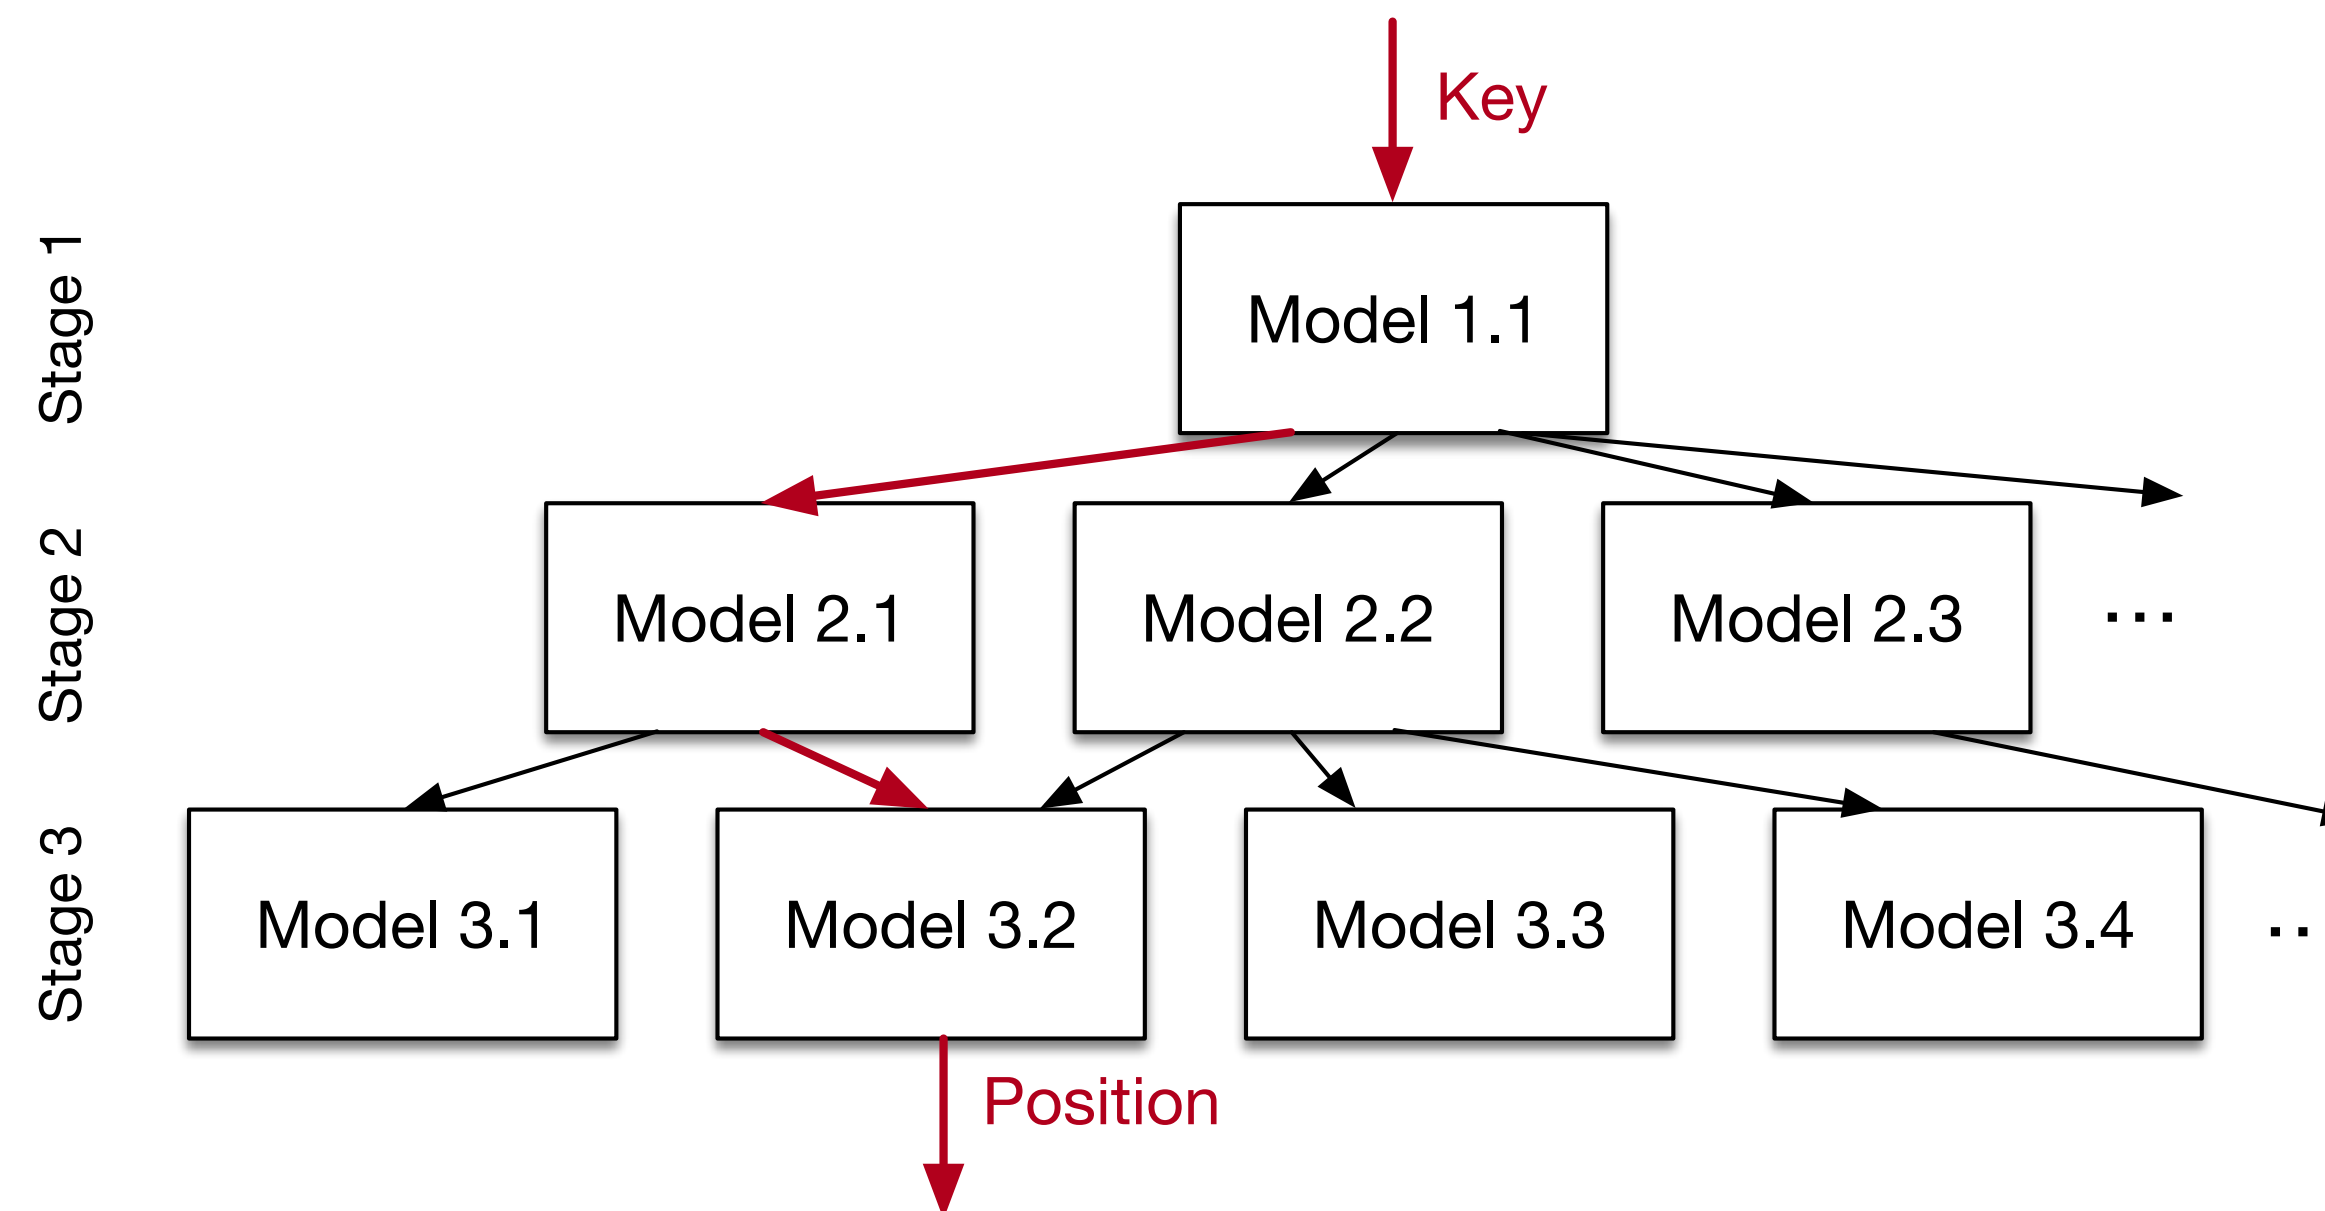 Key
Stage 1
Model 1.1
Stage 2
Model 2.1
Model 2.2
Model 2.3
...
Stage 3
Model 3.1
Model 3.2
Model 3.3
Model 3.4
..
Position